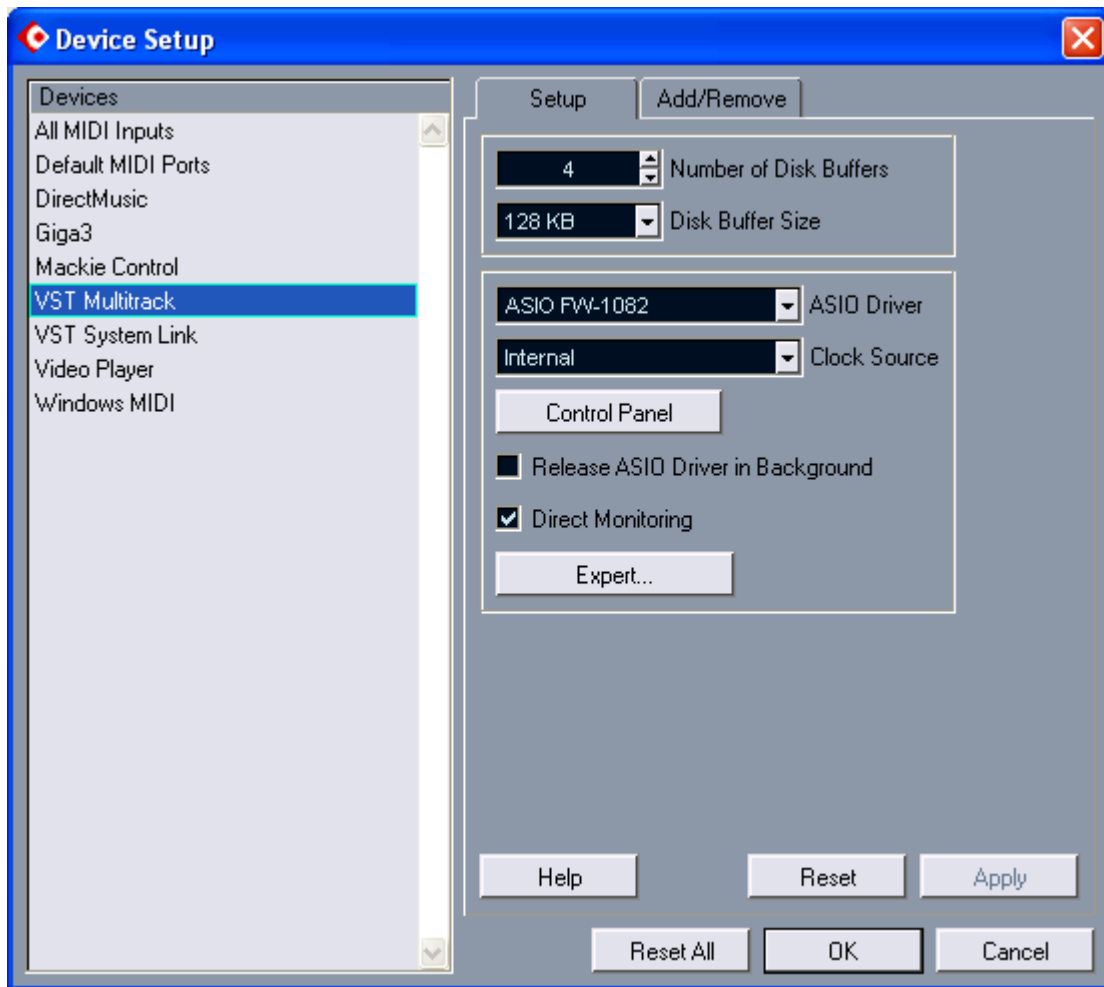 Device Setup
Devices
All MIDI Inputs
Default MIDI Ports
DirectMusic
Giga3
Mackie Control
VST Multitrack
VST System Link
Video Player
Windows MIDI
Setup
Add/Remove
4 Number of Disk Buffers
128 KB Disk Buffer Size
ASIO FW-1082 ASIO Driver
Internal Clock Source
Control Panel
Release ASIO Driver in Background
Direct Monitoring
Expert...
Help Reset Apply
Reset All OK Cancel